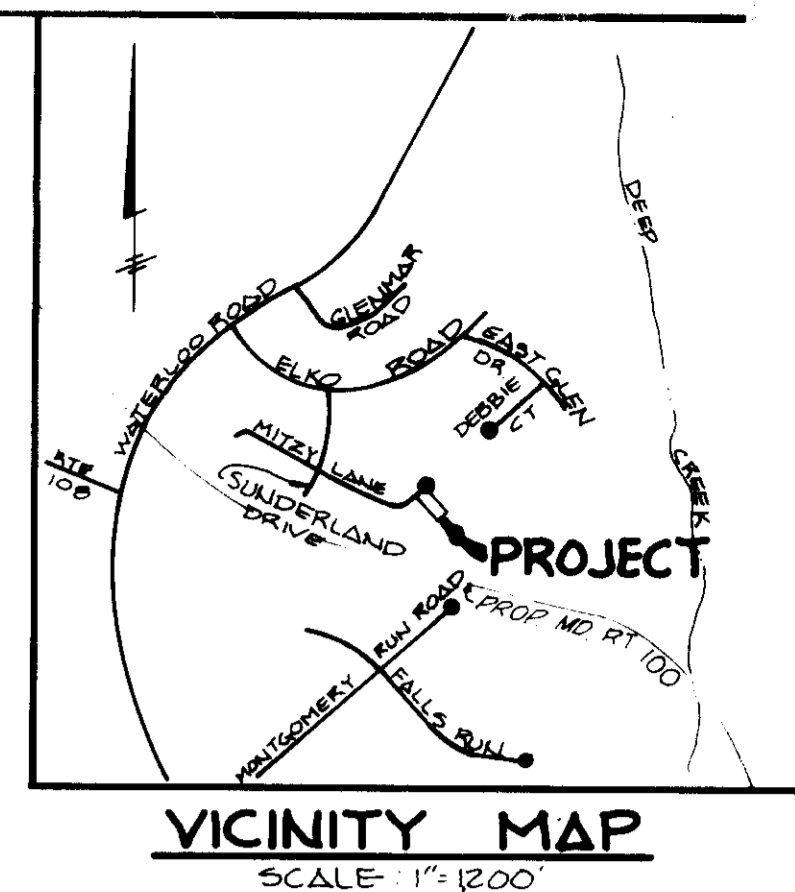 DEEP
CREEK
GLENMAR
ROAD
WATERLOO ROAD
ELKO ROAD
EAST GLEN
DR.
DEBBIE
CT
MITZY LANE
RTE
108
SUNDERLAND
DRIVE
PROJECT
PROP MD. RT 100
MONTGOMERY RUN ROAD
FALLS RUN
VICINITY MAP
SCALE : 1"= 1200'